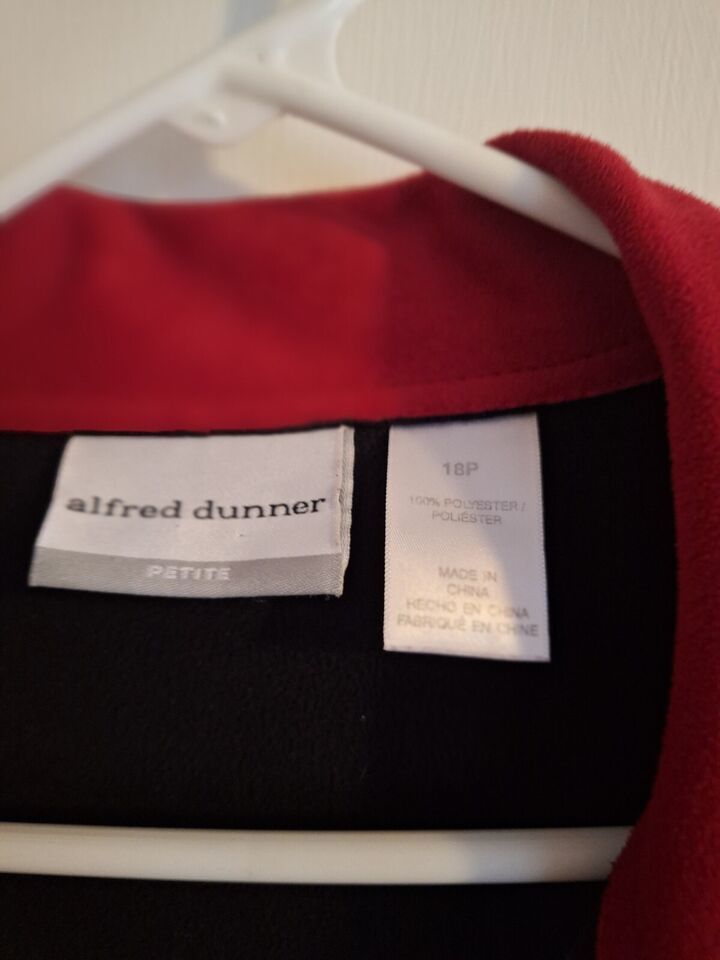 alfred dunner
PETITE
18P
100% POLYESTER /
POLIÉSTER
MADE IN
CHINA
HECHO EN CHINA
FABRIQUÉ EN CHINE